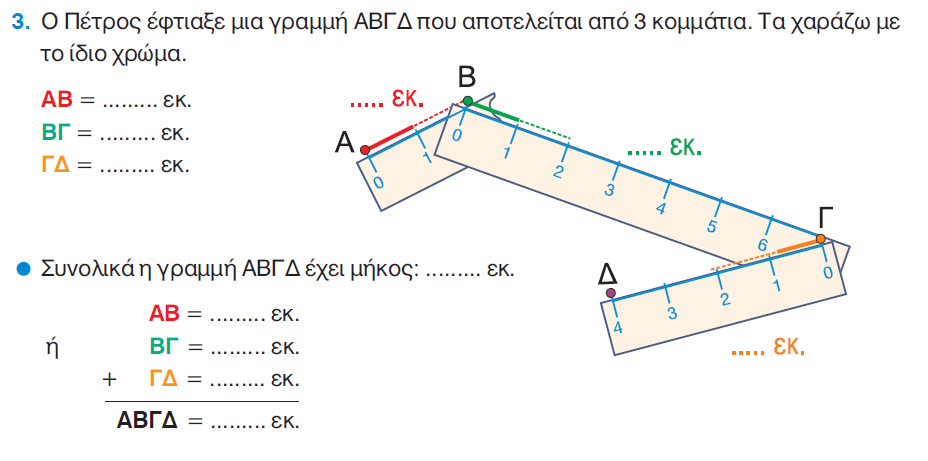 3. Ο Πέτρος έφτιαξε μια γραμμή ΑΒΓΔ που αποτελείται από 3 κομμάτια. Τα χαράζω με
το ίδιο χρώμα.
ΑΒ = ......... εκ.
ΒΓ = ......... εκ.
ΓΔ = ......... εκ.
..... εκ.
Β
Α
0 1
0 1 2 3 4 5 6
..... εκ.
Γ
Δ
4 3 2 1 0
..... εκ.
● Συνολικά η γραμμή ΑΒΓΔ έχει μήκος: ......... εκ.
ΑΒ = ......... εκ.
ή ΒΓ = ......... εκ.
+ ΓΔ = ......... εκ.
ΑΒΓΔ = ......... εκ.